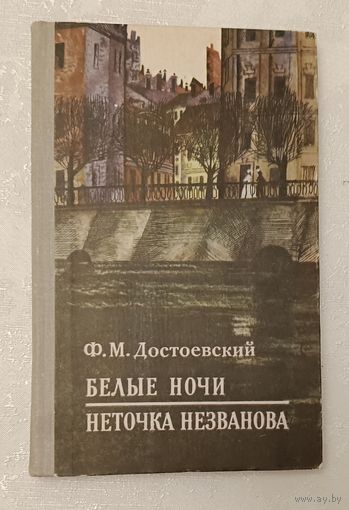 Ф. М. Достоевский
БЕЛЫЕ НОЧИ
НЕТОЧКА НЕЗВАНОВА
© www.ay.by